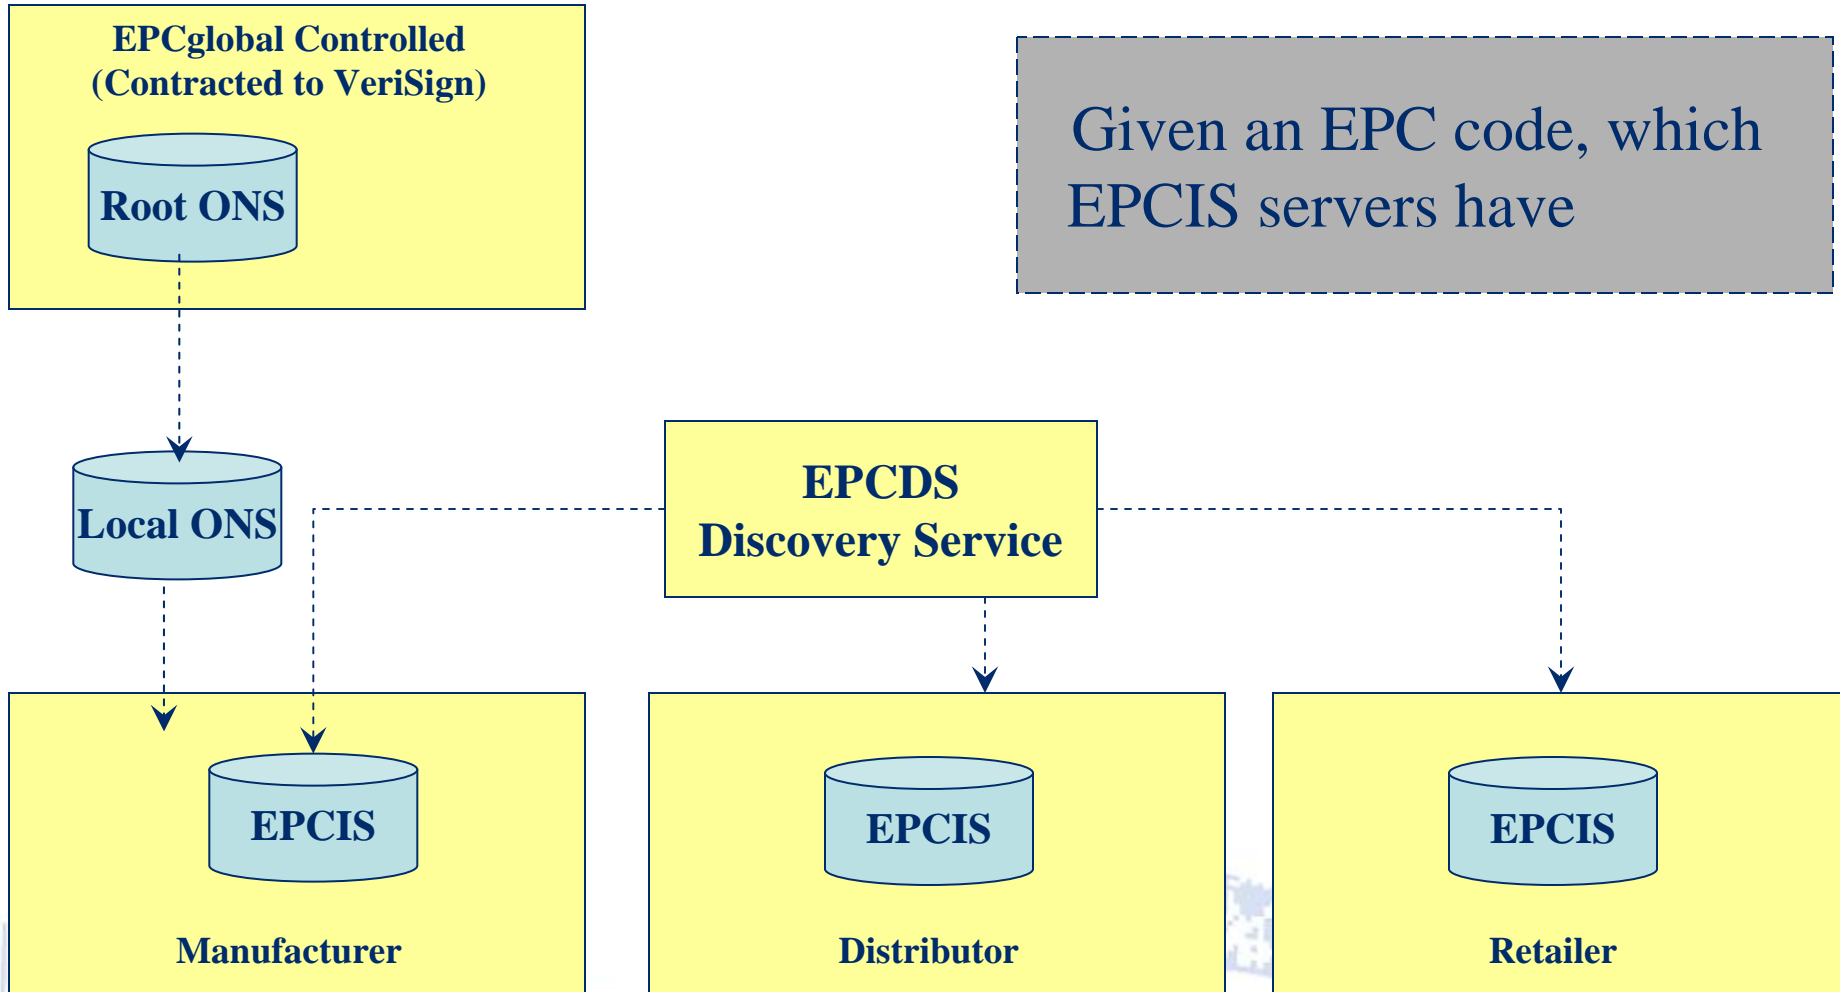 EPCglobal Controlled
(Contracted to VeriSign)
Root ONS
Given an EPC code, which
EPCIS servers have
Local ONS
EPCDS
Discovery Service
EPCIS
Manufacturer
EPCIS
Distributor
EPCIS
Retailer